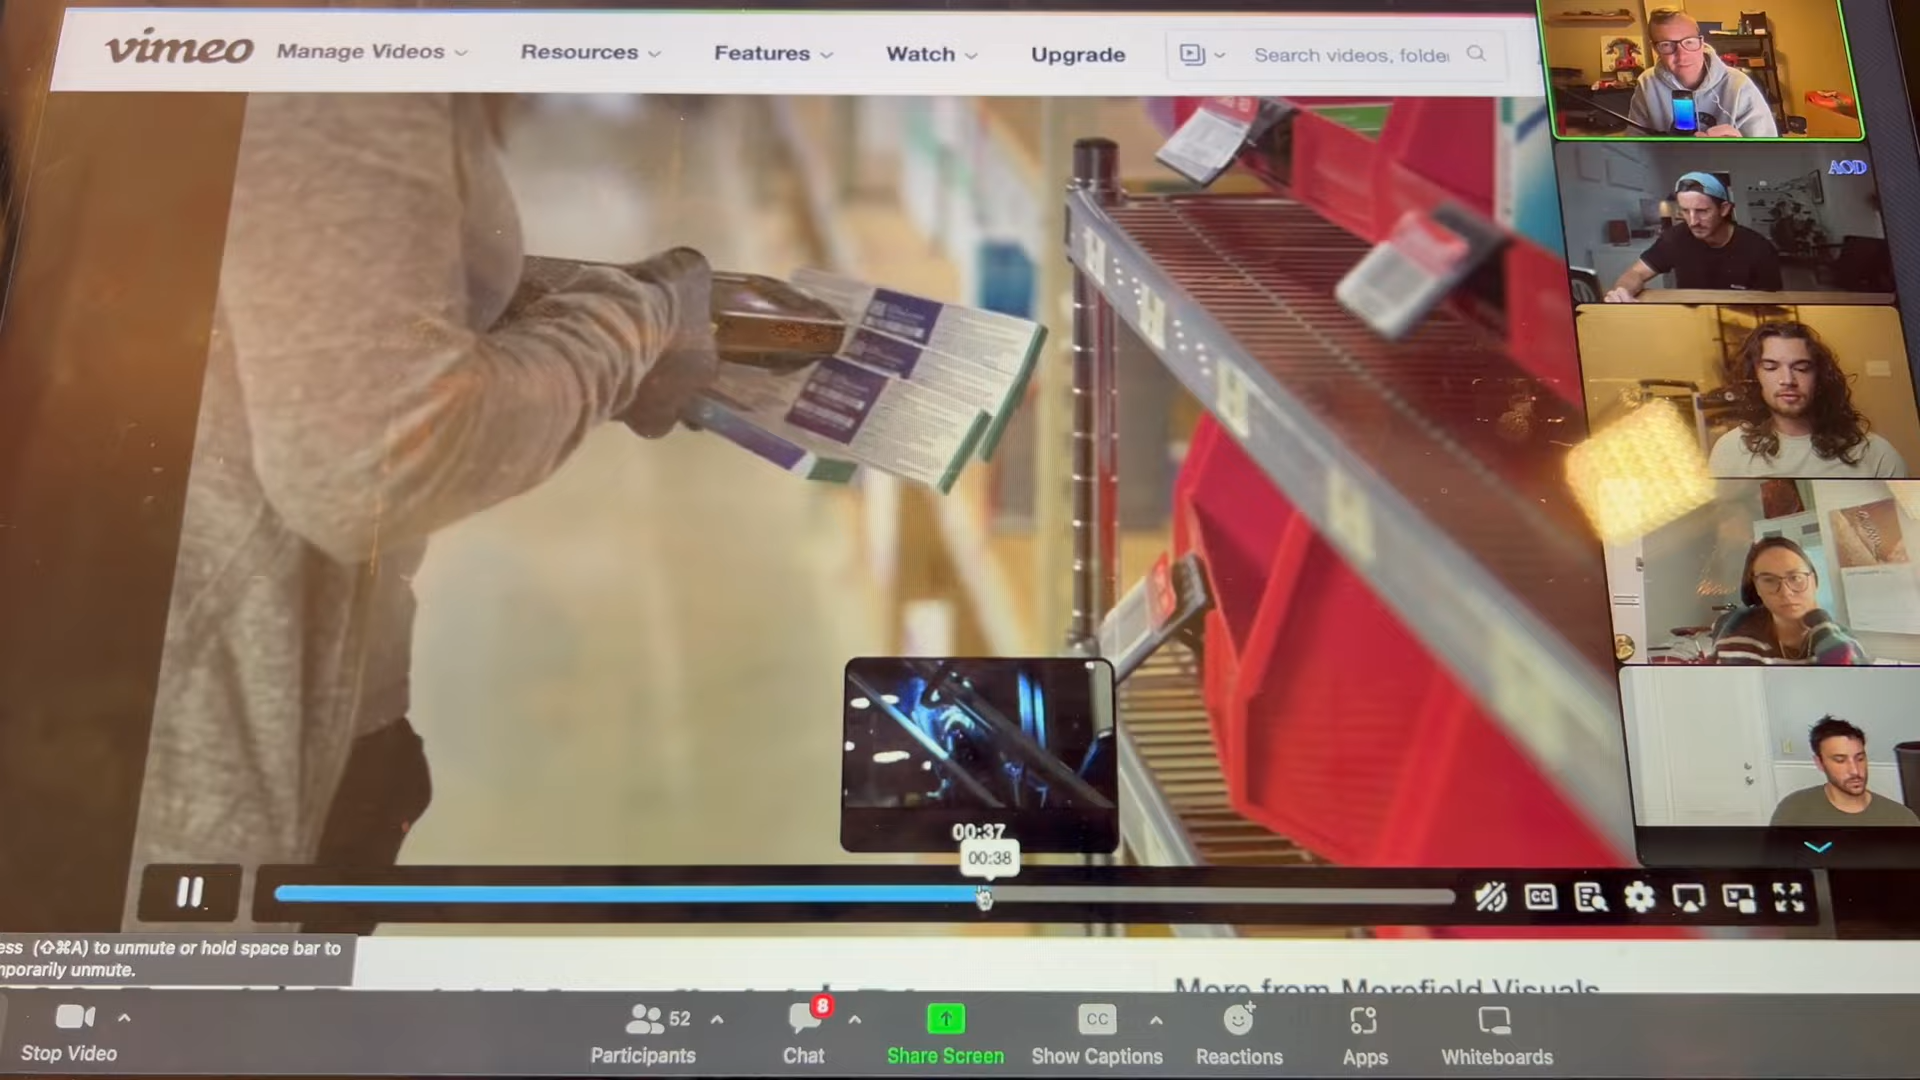 vimeo Manage Videos Resources Features Watch Upgrade Search videos, folde
AOD
00:37
00:38
CC
ess (⇧⌘A) to unmute or hold space bar to
mporarily unmute.
More from Morefield Visuals
52 8 CC
Stop Video Participants Chat Share Screen Show Captions Reactions Apps Whiteboards